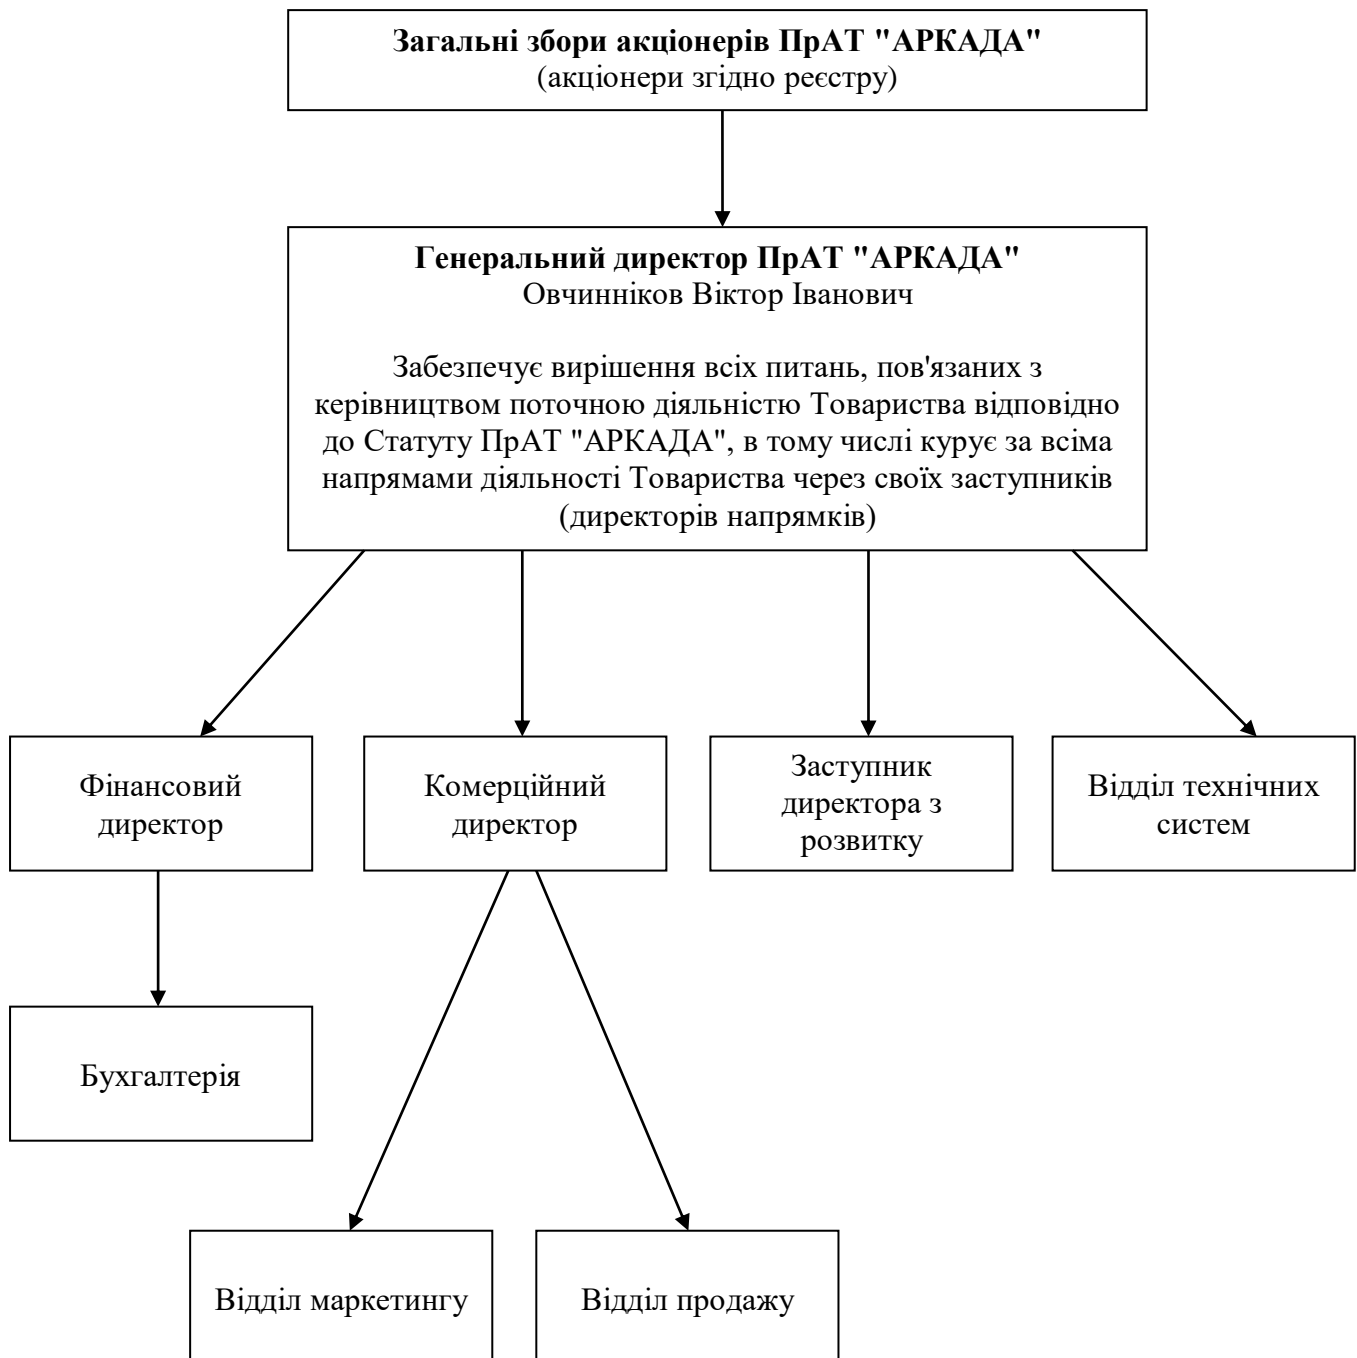 Загальні збори акціонерів ПрАТ "АРКАДА"
(акціонери згідно реєстру)
Генеральний директор ПрАТ "АРКАДА"
Овчинніков Віктор Іванович
Забезпечує вирішення всіх питань, пов'язаних з
керівництвом поточною діяльністю Товариства відповідно
до Статуту ПрАТ "АРКАДА", в тому числі курує за всіма
напрямами діяльності Товариства через своїх заступників
(директорів напрямків)
Фінансовий
директор
Комерційний
директор
Заступник
директора з
розвитку
Відділ технічних
систем
Бухгалтерія
Відділ маркетингу
Відділ продажу